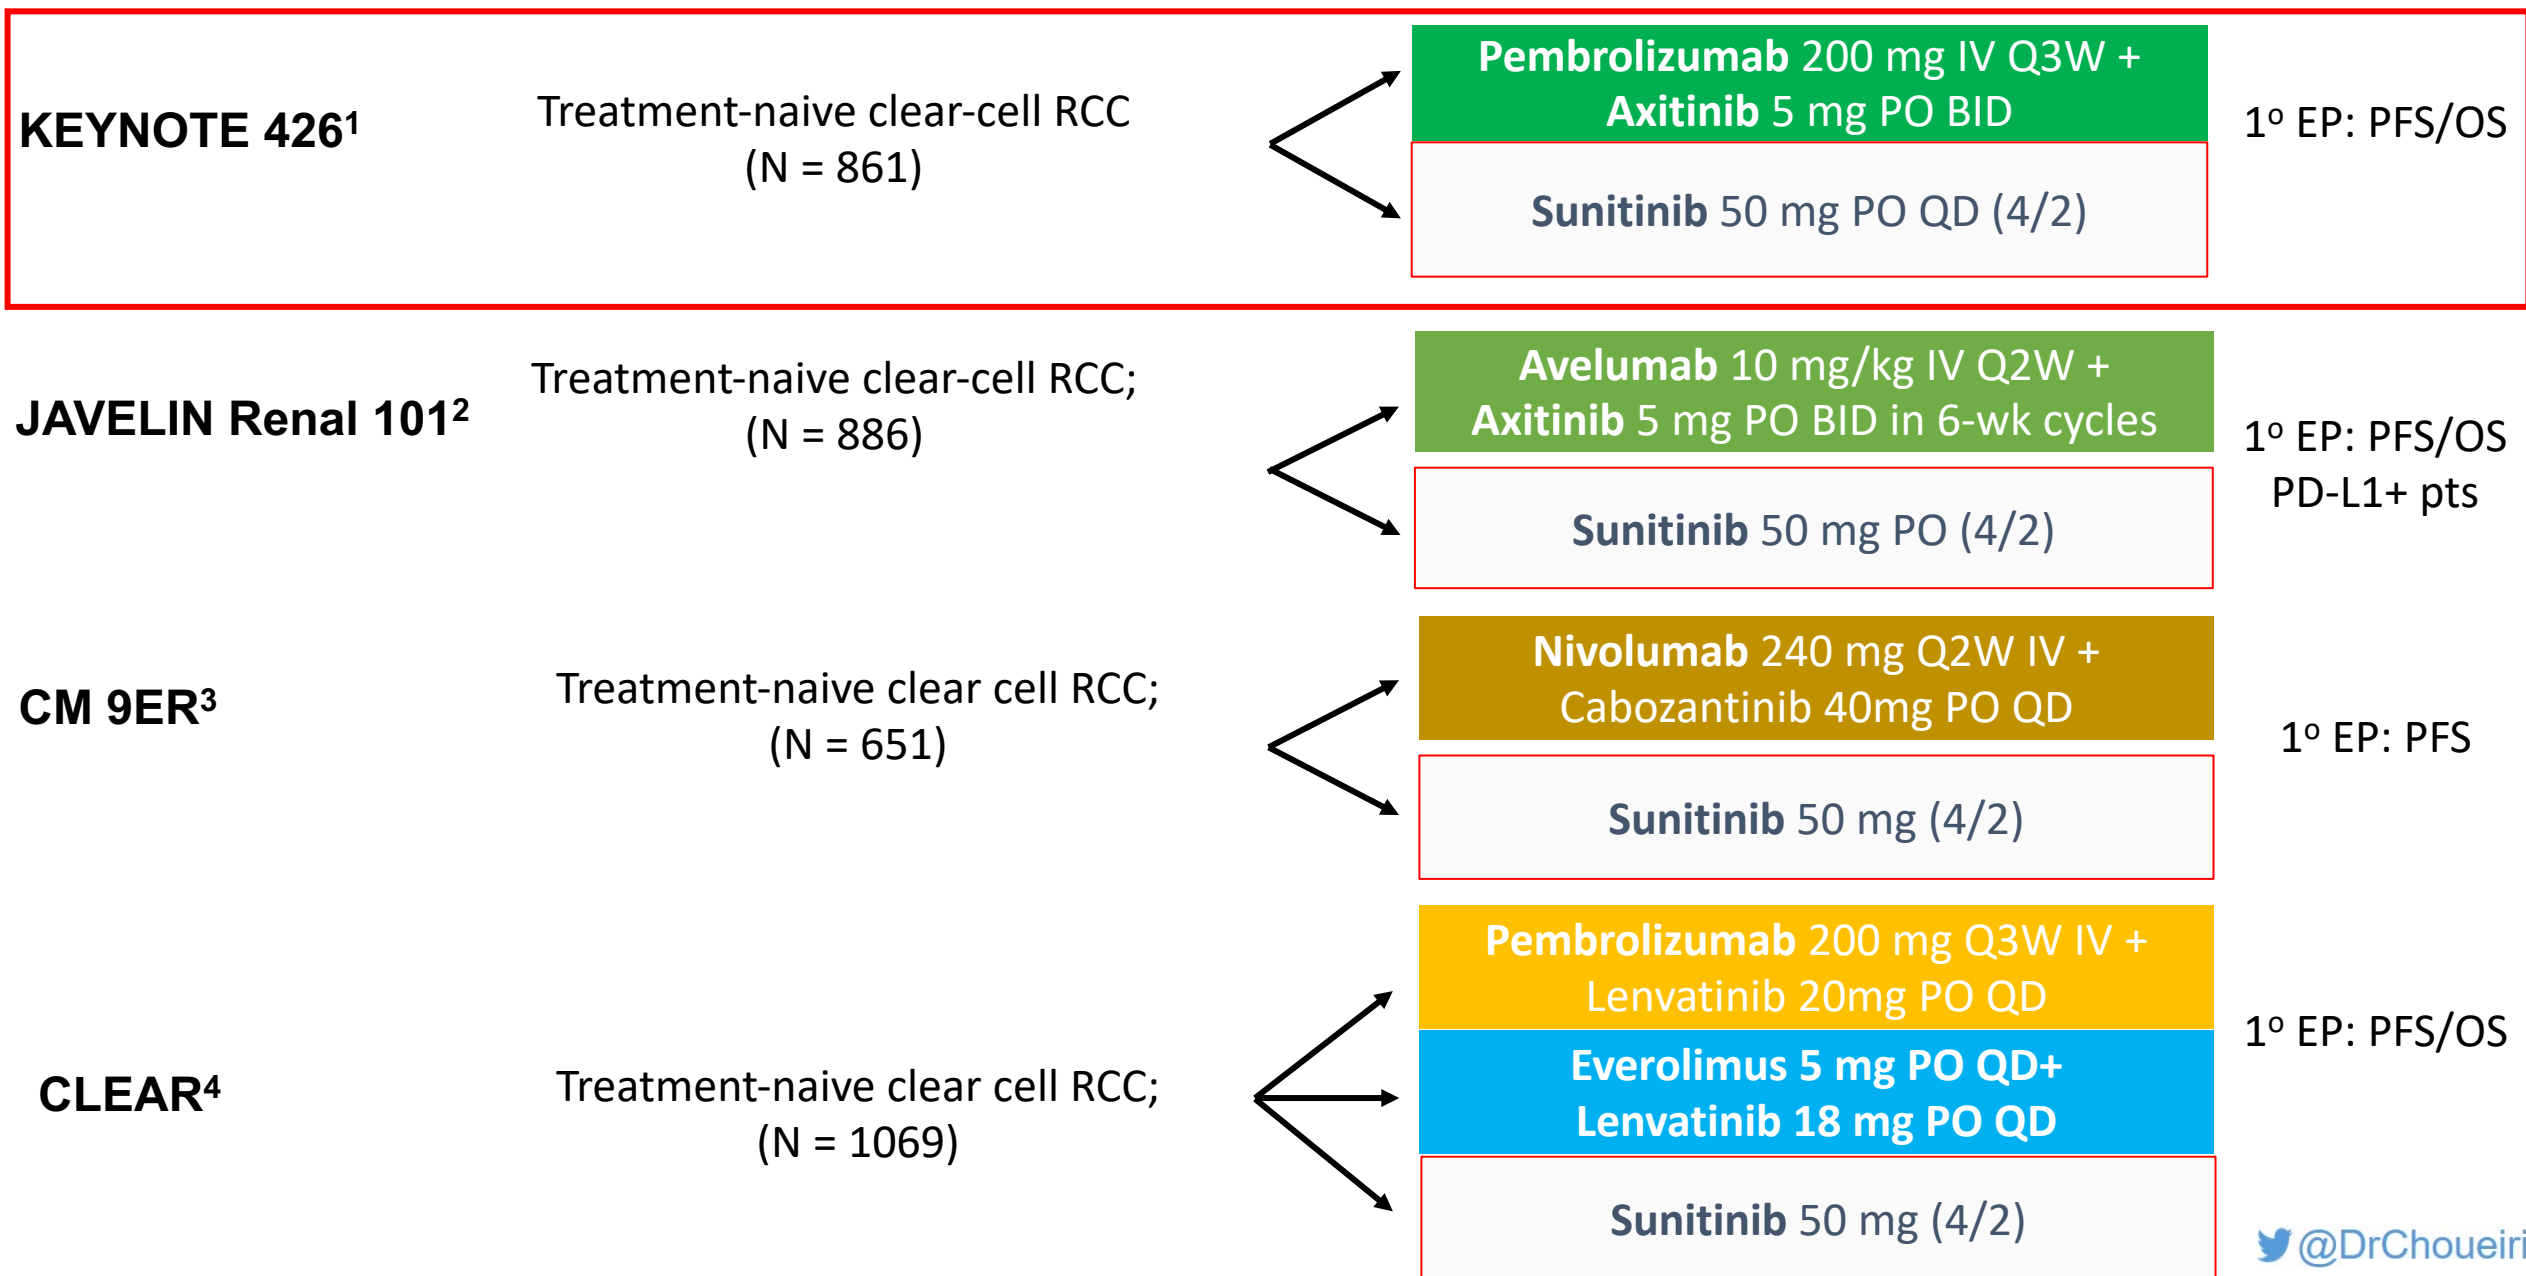 KEYNOTE 426¹
Treatment-naive clear-cell RCC
(N = 861)
Pembrolizumab 200 mg IV Q3W +
Axitinib 5 mg PO BID
Sunitinib 50 mg PO QD (4/2)
1º EP: PFS/OS
JAVELIN Renal 101²
Treatment-naive clear-cell RCC;
(N = 886)
Avelumab 10 mg/kg IV Q2W +
Axitinib 5 mg PO BID in 6-wk cycles
Sunitinib 50 mg PO (4/2)
1º EP: PFS/OS
PD-L1+ pts
CM 9ER³
Treatment-naive clear cell RCC;
(N = 651)
Nivolumab 240 mg Q2W IV +
Cabozantinib 40mg PO QD
Sunitinib 50 mg (4/2)
1º EP: PFS
CLEAR⁴
Treatment-naive clear cell RCC;
(N = 1069)
Pembrolizumab 200 mg Q3W IV +
Lenvatinib 20mg PO QD
Everolimus 5 mg PO QD+
Lenvatinib 18 mg PO QD
Sunitinib 50 mg (4/2)
1º EP: PFS/OS
@DrChoueiri